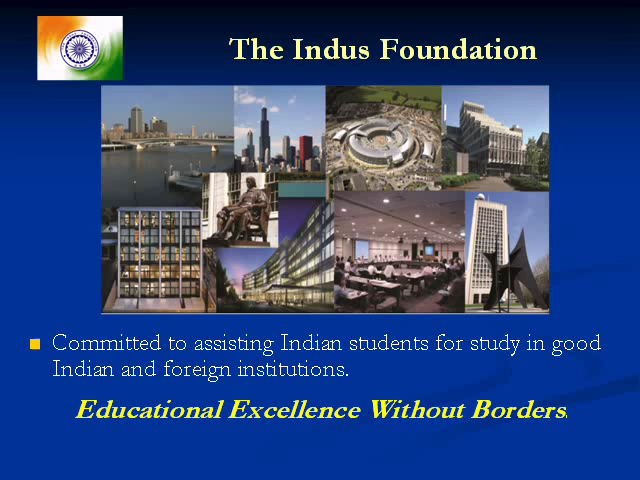 The Indus Foundation
Committed to assisting Indian students for study in good
Indian and foreign institutions.
Educational Excellence Without Borders.